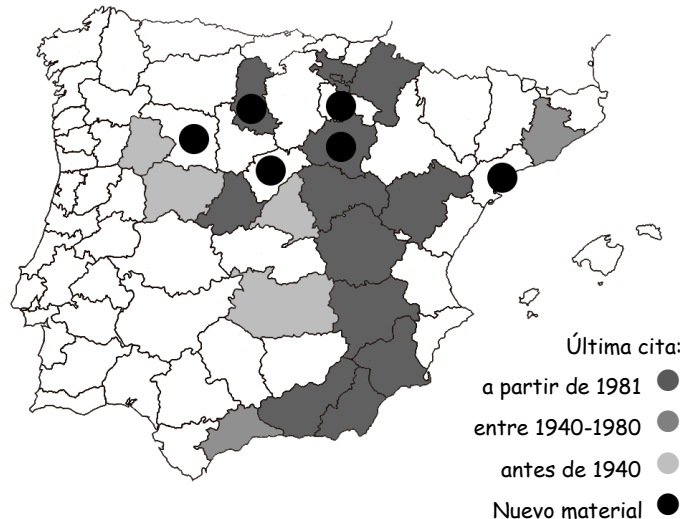 Última cita:
a partir de 1981
entre 1940-1980
antes de 1940
Nuevo material